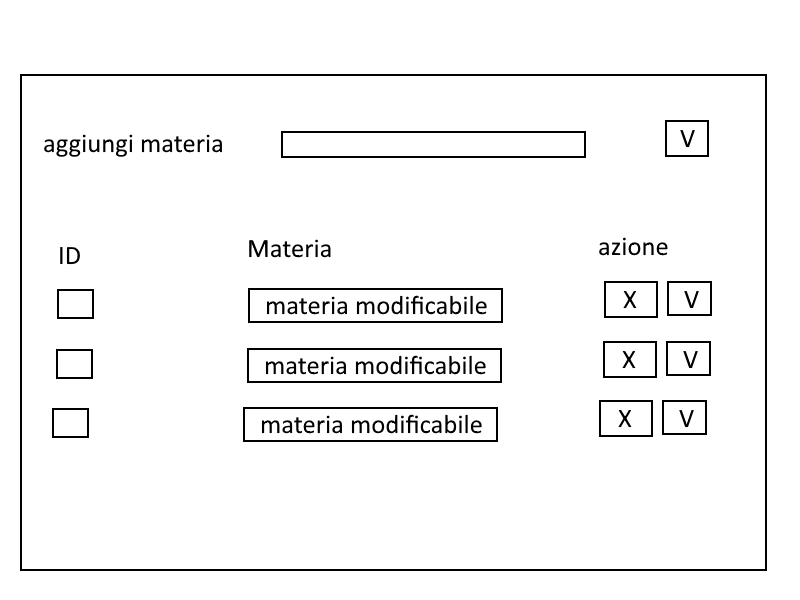 aggiungi materia V
ID Materia azione
materia modificabile X V
materia modificabile X V
materia modificabile X V